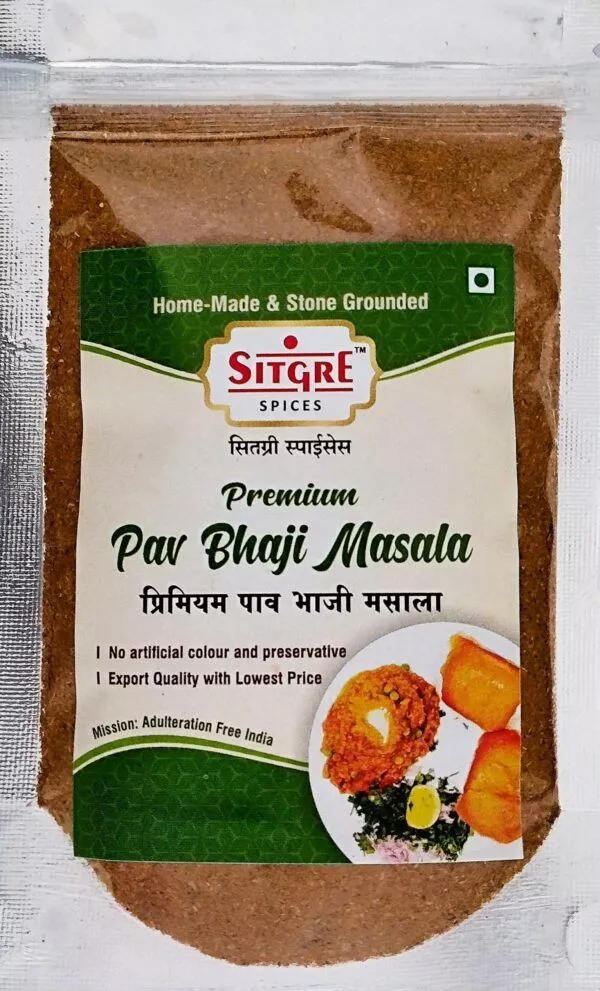 Home-Made & Stone Grounded
SITGRE™
SPICES
सितग्री स्पाईसेस
Premium
Pav Bhaji Masala
प्रिमियम पाव भाजी मसाला
I No artificial colour and preservative
I Export Quality with Lowest Price
Mission: Adulteration Free India